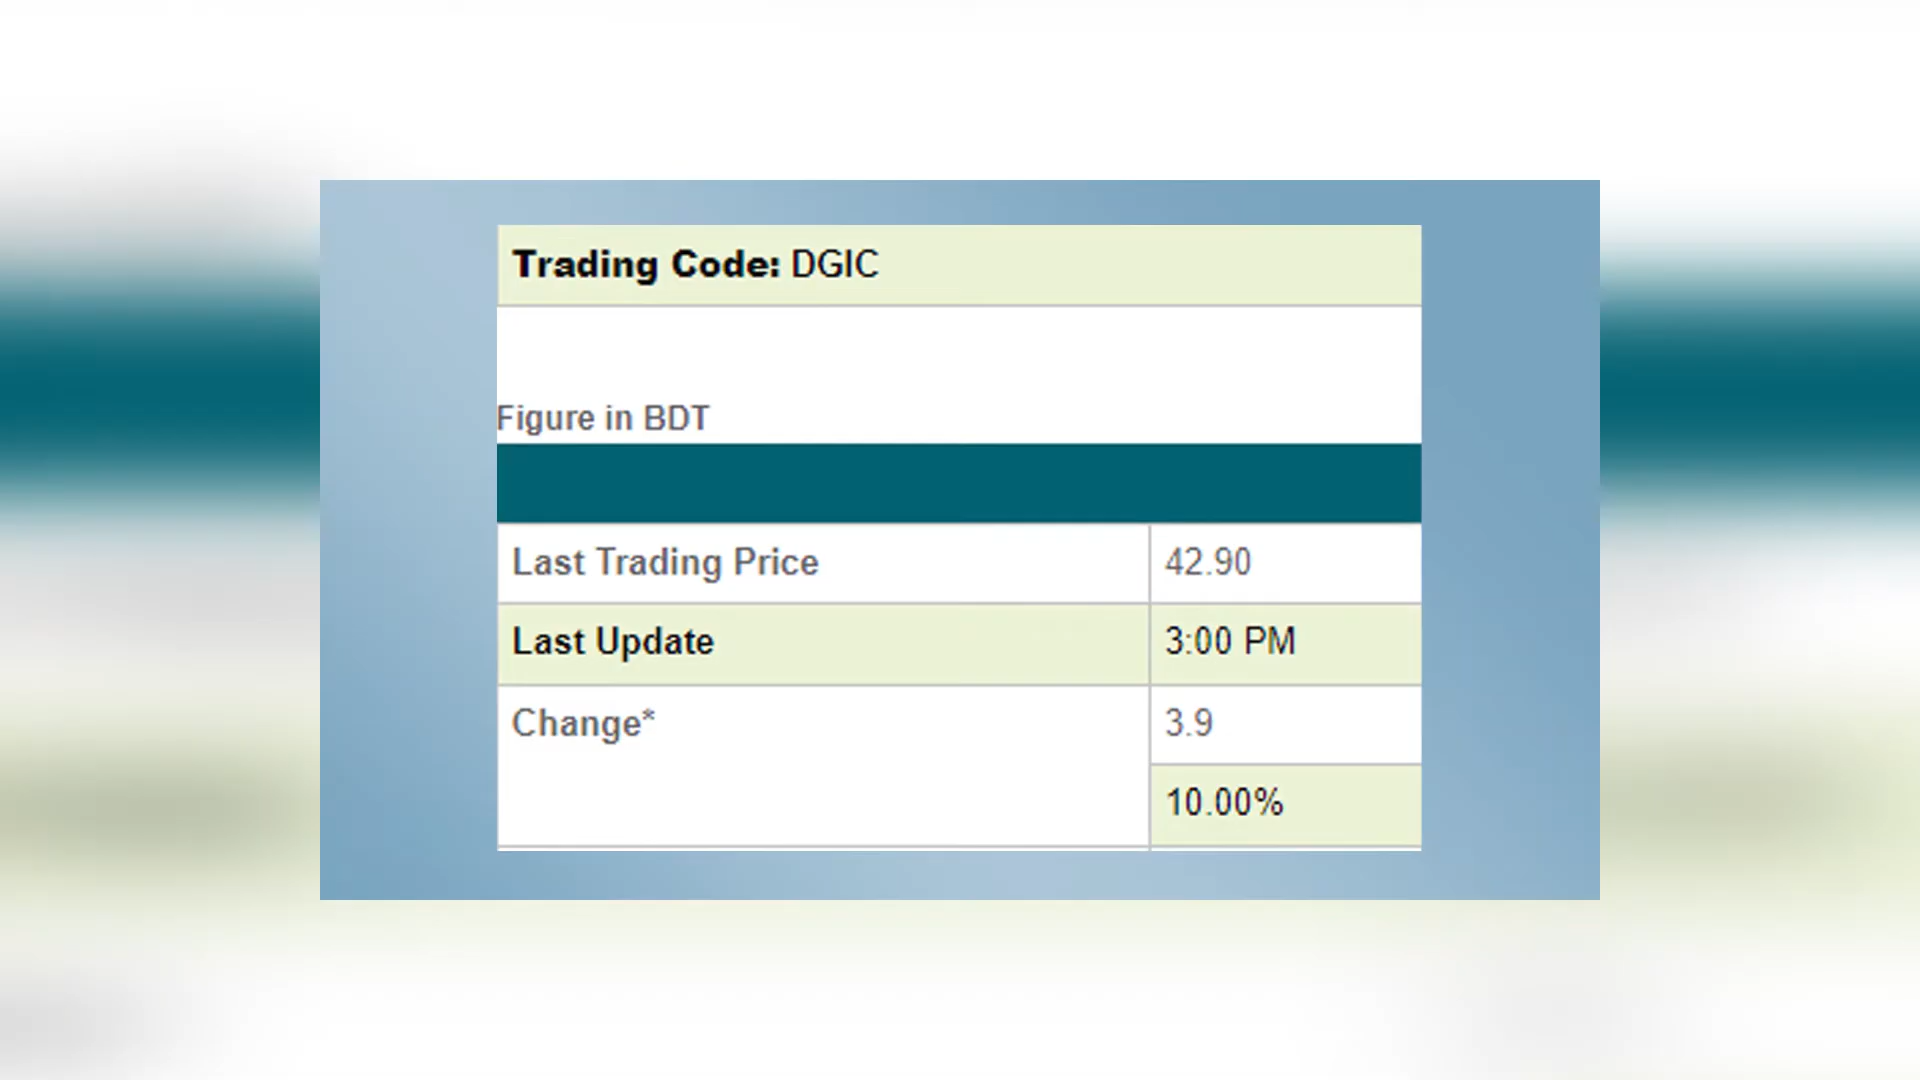 Trading Code: DGIC
Figure in BDT
Last Trading Price 42.90
Last Update 3:00 PM
Change* 3.9
10.00%